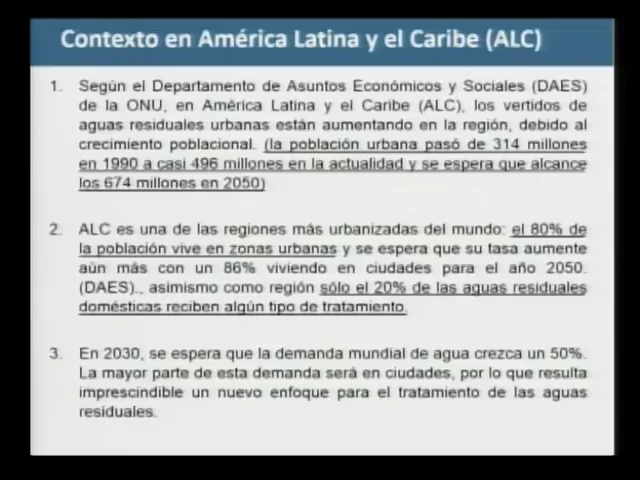 Contexto en América Latina y el Caribe (ALC)
1. Según el Departamento de Asuntos Económicos y Sociales (DAES)
de la ONU, en América Latina y el Caribe (ALC), los vertidos de
aguas residuales urbanas están aumentando en la región, debido al
crecimiento poblacional. (la población urbana pasó de 314 millones
en 1990 a casi 496 millones en la actualidad y se espera que alcance
los 674 millones en 2050)
2. ALC es una de las regiones más urbanizadas del mundo: el 80% de
la población vive en zonas urbanas y se espera que su tasa aumente
aún más con un 86% viviendo en ciudades para el año 2050.
(DAES)., asimismo como región sólo el 20% de las aguas residuales
domésticas reciben algún tipo de tratamiento.
3. En 2030, se espera que la demanda mundial de agua crezca un 50%.
La mayor parte de esta demanda será en ciudades, por lo que resulta
imprescindible un nuevo enfoque para el tratamiento de las aguas
residuales.